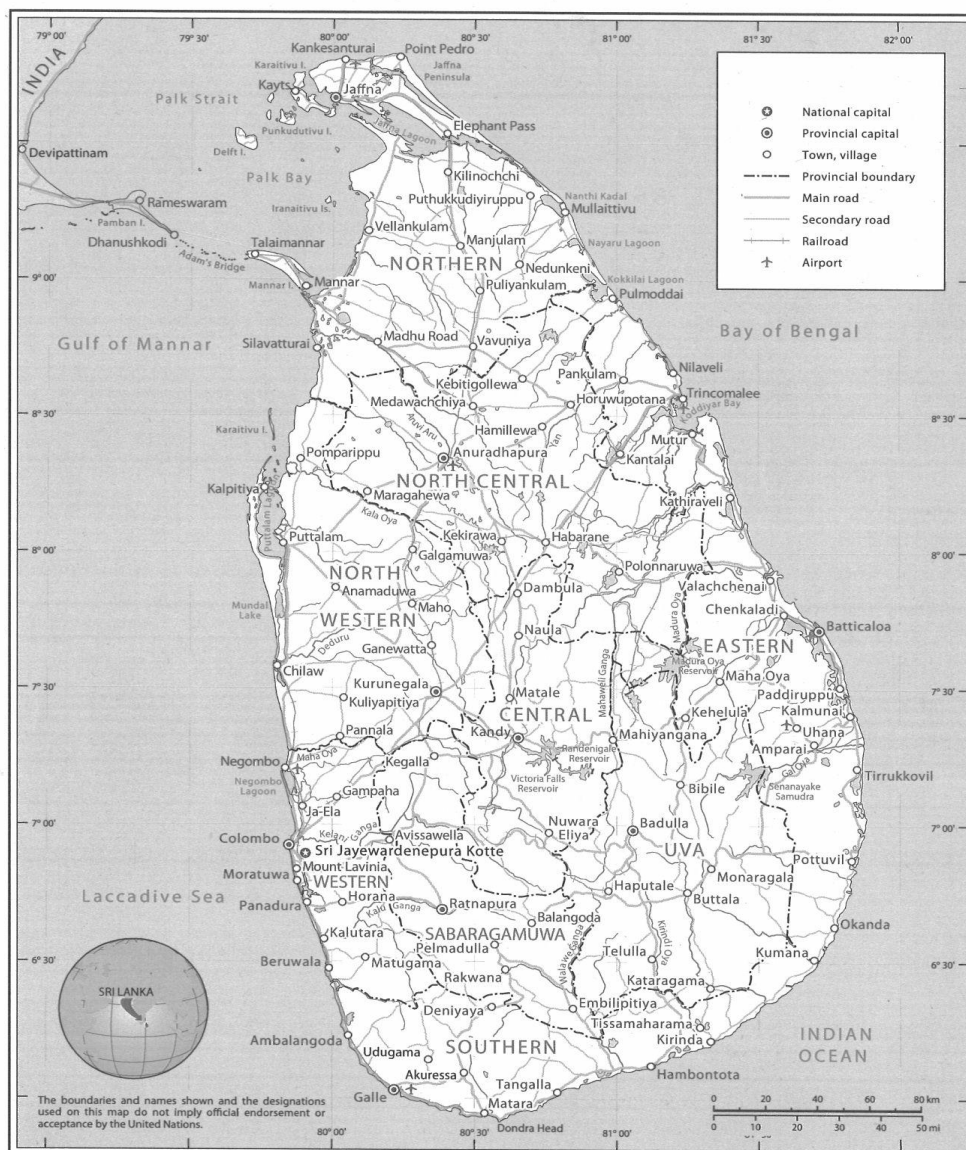 79° 00'
79° 30'
80° 00'
80° 30'
81° 00'
81° 30'
82° 00'
INDIA
Kankesanturai
Point Pedro
Karaitivu I.
Jaffna
Peninsula
Kayts
Jaffna
Palk Strait
Punkudutivu I.
Jaffna Lagoon
Elephant Pass
Delft I.
Devipattinam
Kilinochchi
Palk Bay
Puthukkudiyiruppu
Nanthi Kadal
Mullaittivu
Rameswaram
Iranaitivu Is.
Pamban I.
Vellankulam
Dhanushkodi
Manjulam
Nayaru Lagoon
Talaimannar
Adam's Bridge
NORTHERN
Nedunkeni
9° 00'
Mannar I.
Mannar
Puliyankulam
Kokkilai Lagoon
Pulmoddai
National capital
Provincial capital
Town, village
Provincial boundary
Main road
Secondary road
Railroad
Airport
Gulf of Mannar
Bay of Bengal
Silavatturai
Madhu Road
Vavuniya
Nilaveli
Kebitigollewa
Pankulam
Trincomalee
Medawachchiya
Horuwupotana
Koddiyar Bay
8° 30'
Karaitivu I.
Aruvi Aru
Hamillewa
Yan
Mutur
Pomparippu
Anuradhapura
Kantalai
Kalpitiya
NORTH CENTRAL
Maragahewa
Kathiraveli
Puttalam Lagoon
Kala Oya
Puttalam
Kekirawa
Habarane
8° 00'
Galgamuwa
Polonnaruwa
NORTH
WESTERN
Anamaduwa
Dambula
Valachchenai
Mundal
Lake
Maho
Madura Oya
Chenkaladi
Batticaloa
Deduru
Naula
Ganewatta
EASTERN
Chilaw
Madura Oya
Reservoir
Maha Oya
7° 30'
Kurunegala
Matale
Mahaweli Ganga
Paddiruppu
Kuliyapitiya
CENTRAL
Kehelula
Kalmunai
Pannala
Kandy
Mahiyangana
Uhana
Maha Oya
Kegalla
Randenigale
Reservoir
Amparai
Negombo
Gal Oya
Tirrukkovil
Negombo
Lagoon
Victoria Falls
Reservoir
Bibile
Senanayake
Samudra
Gampaha
Ja-Ela
7° 00'
Colombo
Kelani Ganga
Avissawella
Nuwara
Eliya
Badulla
Sri Jayewardenepura Kotte
UVA
Mount Lavinia
Pottuvil
Moratuwa
WESTERN
Monaragala
Laccadive Sea
Panadura
Horana
Haputale
Buttala
Kalu Ganga
Ratnapura
Kalutara
Balangoda
Okanda
SABARAGAMUWA
Pelmadulla
Walawe Ganga
Kirindi Oya
Telulla
Kumana
6° 30'
Beruwala
Matugama
Rakwana
Kataragama
Embilipitiya
Deniyaya
Tissamaharama
Ambalangoda
SOUTHERN
Kirinda
INDIAN
OCEAN
Udugama
Akuressa
Hambontota
Tangalla
Galle
Matara
Dondra Head
SRI LANKA
The boundaries and names shown and the designations
used on this map do not imply official endorsement or
acceptance by the United Nations.
0 10 20 30 40 50 60 80 km
0 10 20 30 40 50 mi
80° 00'
80° 30'
81° 00'